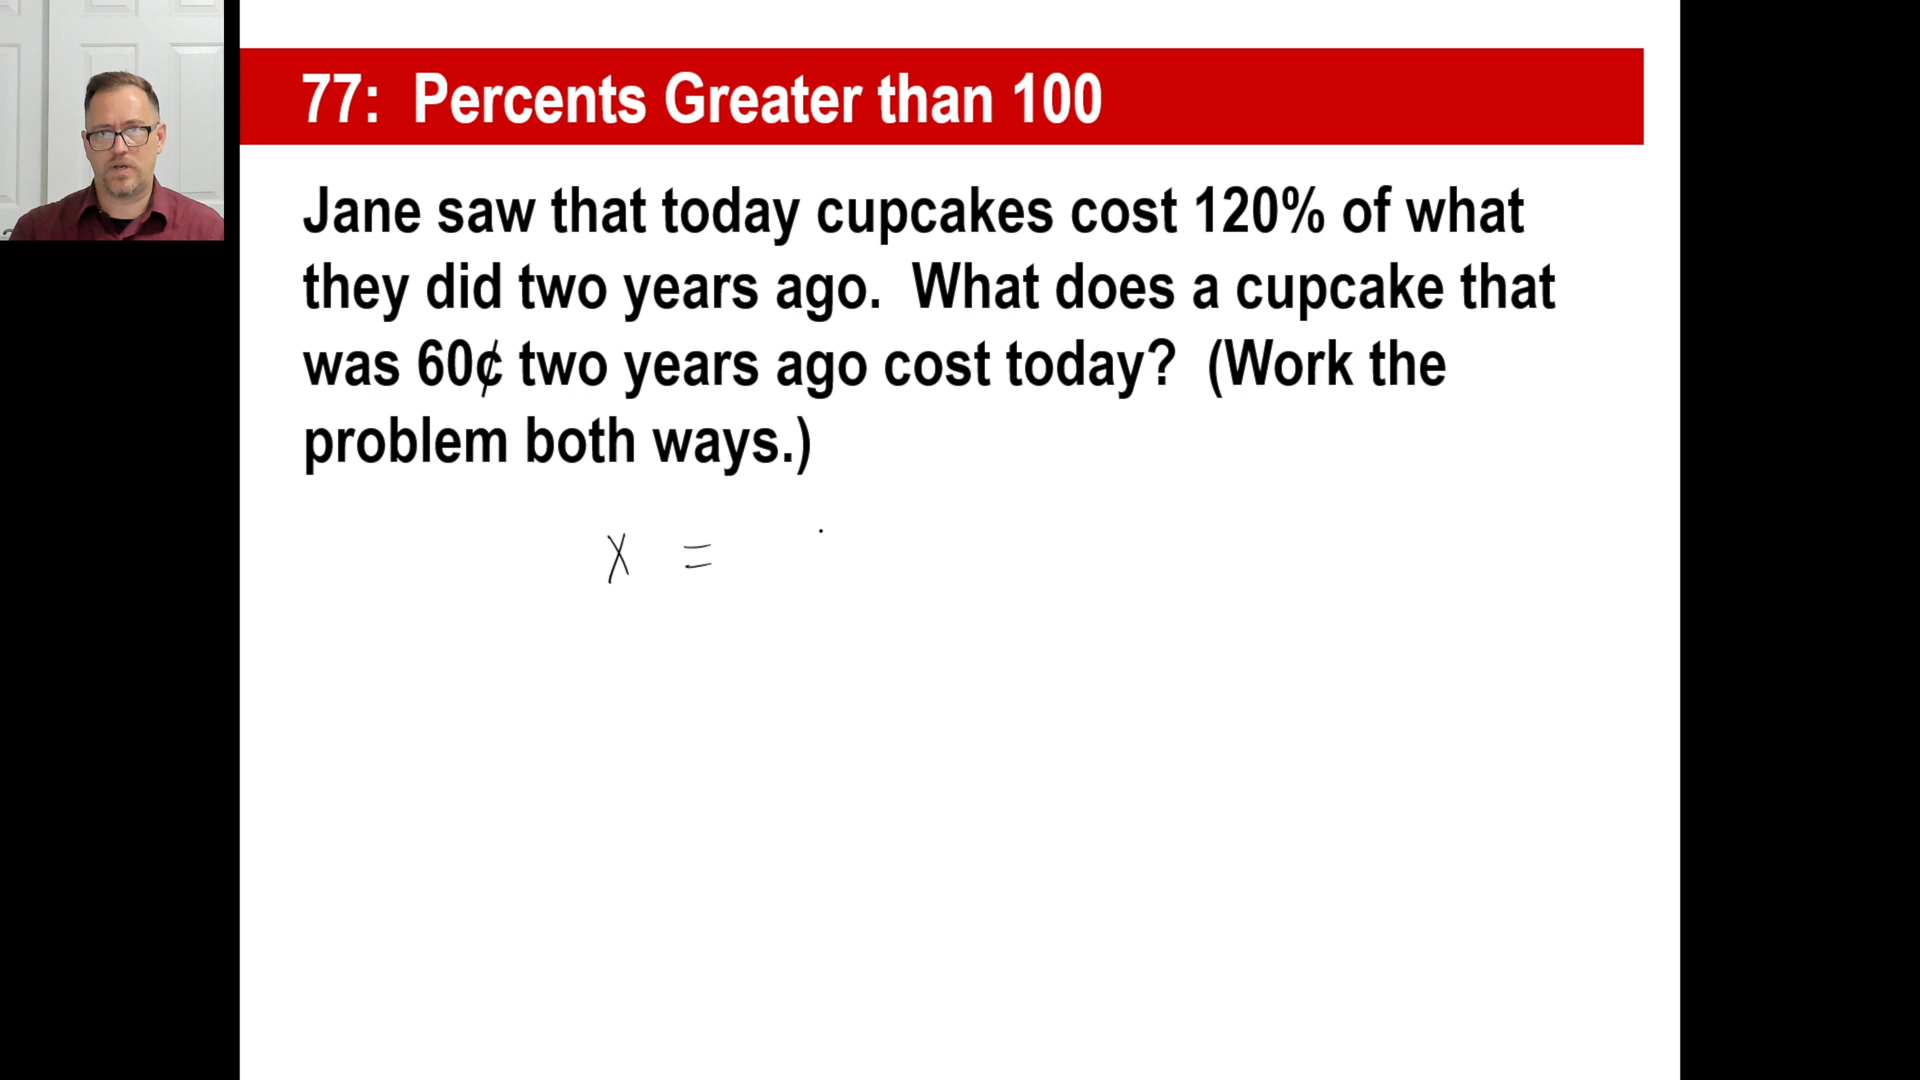 77: Percents Greater than 100
Jane saw that today cupcakes cost 120% of what
they did two years ago. What does a cupcake that
was 60¢ two years ago cost today? (Work the
problem both ways.)
x =